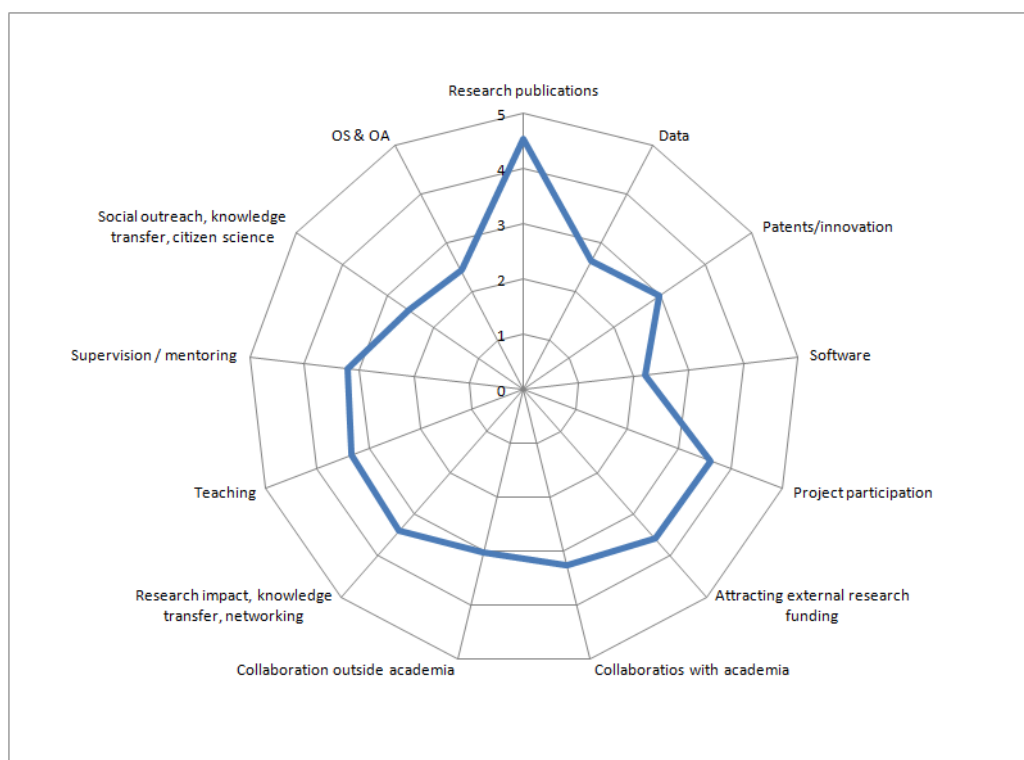 Research publications
5
OS & OA
Data
4
Social outreach, knowledge
transfer, citizen science
Patents/innovation
3
2
Supervision / mentoring
Software
1
0
Teaching
Project participation
Research impact, knowledge
transfer, networking
Attracting external research
funding
Collaboration outside academia
Collaboratios with academia